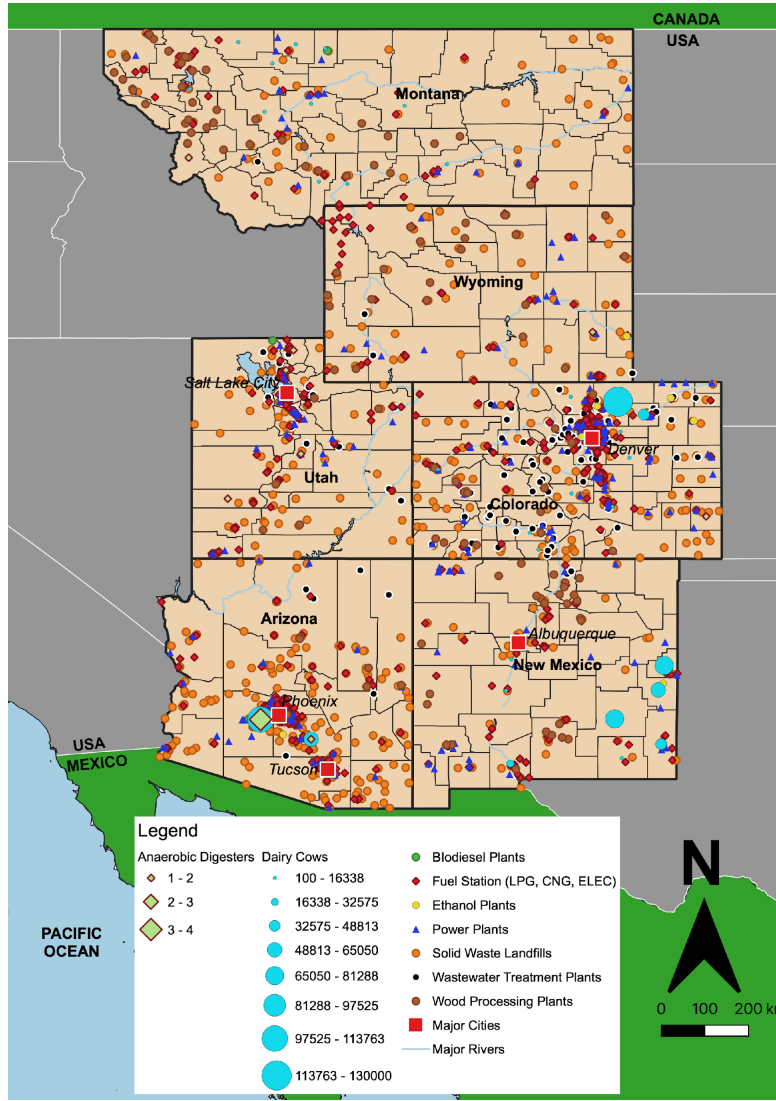 CANADA
USA
Montana
Wyoming
Salt Lake City
Denver
Utah
Colorado
Arizona
Albuquerque
New Mexico
Phoenix
USA
MEXICO
Tucson
Legend
Anaerobic Digesters
1 - 2
2 - 3
3 - 4
Dairy Cows
100 - 16338
16338 - 32575
32575 - 48813
48813 - 65050
65050 - 81288
81288 - 97525
97525 - 113763
113763 - 130000
Blodiesel Plants
Fuel Station (LPG, CNG, ELEC)
Ethanol Plants
Power Plants
Solid Waste Landfills
Wastewater Treatment Plants
Wood Processing Plants
Major Cities
Major Rivers
PACIFIC
OCEAN
N
0 100 200 km